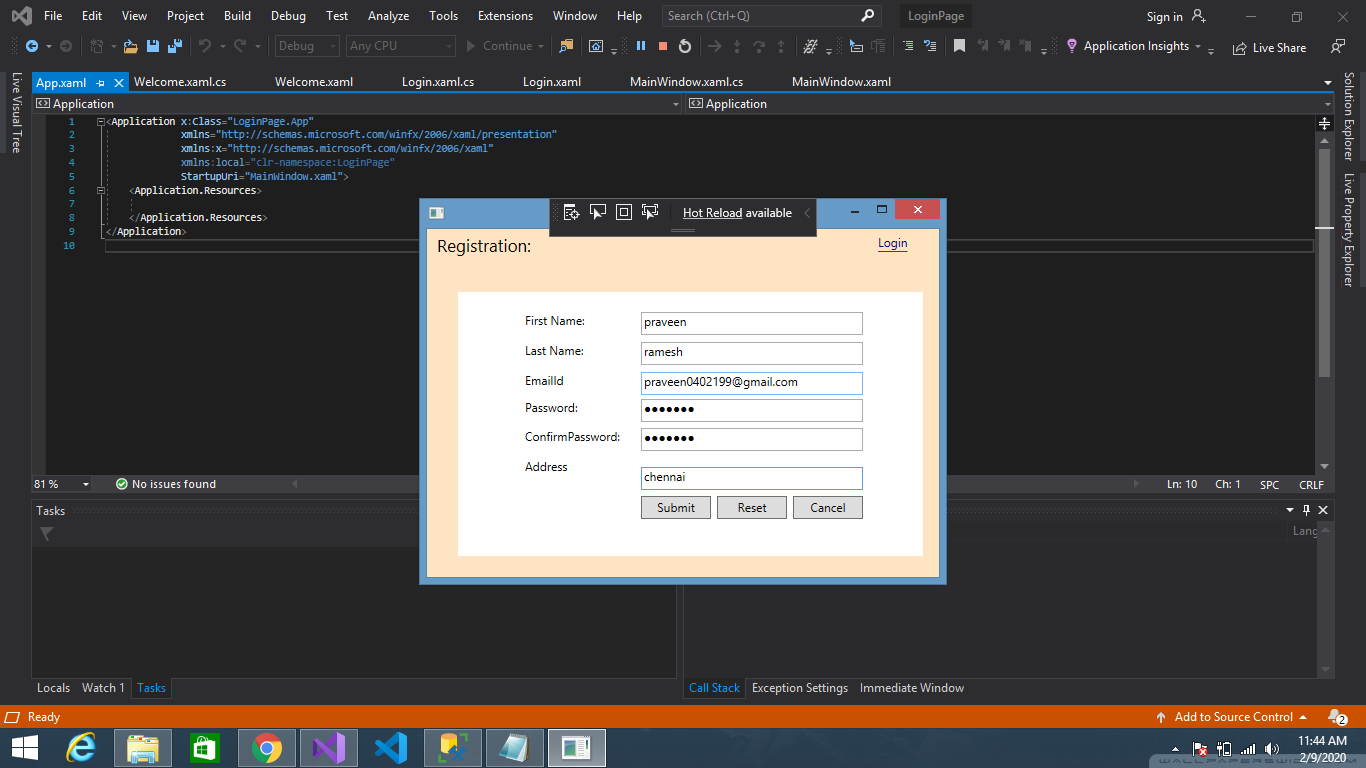 File Edit View Project Build Debug Test Analyze Tools Extensions Window Help Search (Ctrl+Q) LoginPage Sign in
Debug Any CPU Continue Application Insights Live Share
App.xaml Welcome.xaml.cs Welcome.xaml Login.xaml.cs Login.xaml MainWindow.xaml.cs MainWindow.xaml
Live Visual Tree
Solution Explorer
Live Property Explorer
Application Application
1 <Application x:Class="LoginPage.App"
2 xmlns="http://schemas.microsoft.com/winfx/2006/xaml/presentation"
3 xmlns:x="http://schemas.microsoft.com/winfx/2006/xaml"
4 xmlns:local="clr-namespace:LoginPage"
5 StartupUri="MainWindow.xaml">
6 <Application.Resources>
7
8 </Application.Resources>
9 </Application>
10
Hot Reload available
Registration: Login
First Name: praveen
Last Name: ramesh
EmailId praveen0402199@gmail.com
Password: ●●●●●●●
ConfirmPassword: ●●●●●●●
Address chennai
Submit Reset Cancel
81 % No issues found Ln: 10 Ch: 1 SPC CRLF
Tasks
Lang
Locals Watch 1 Tasks Call Stack Exception Settings Immediate Window
Ready Add to Source Control 2
11:44 AM
2/9/2020